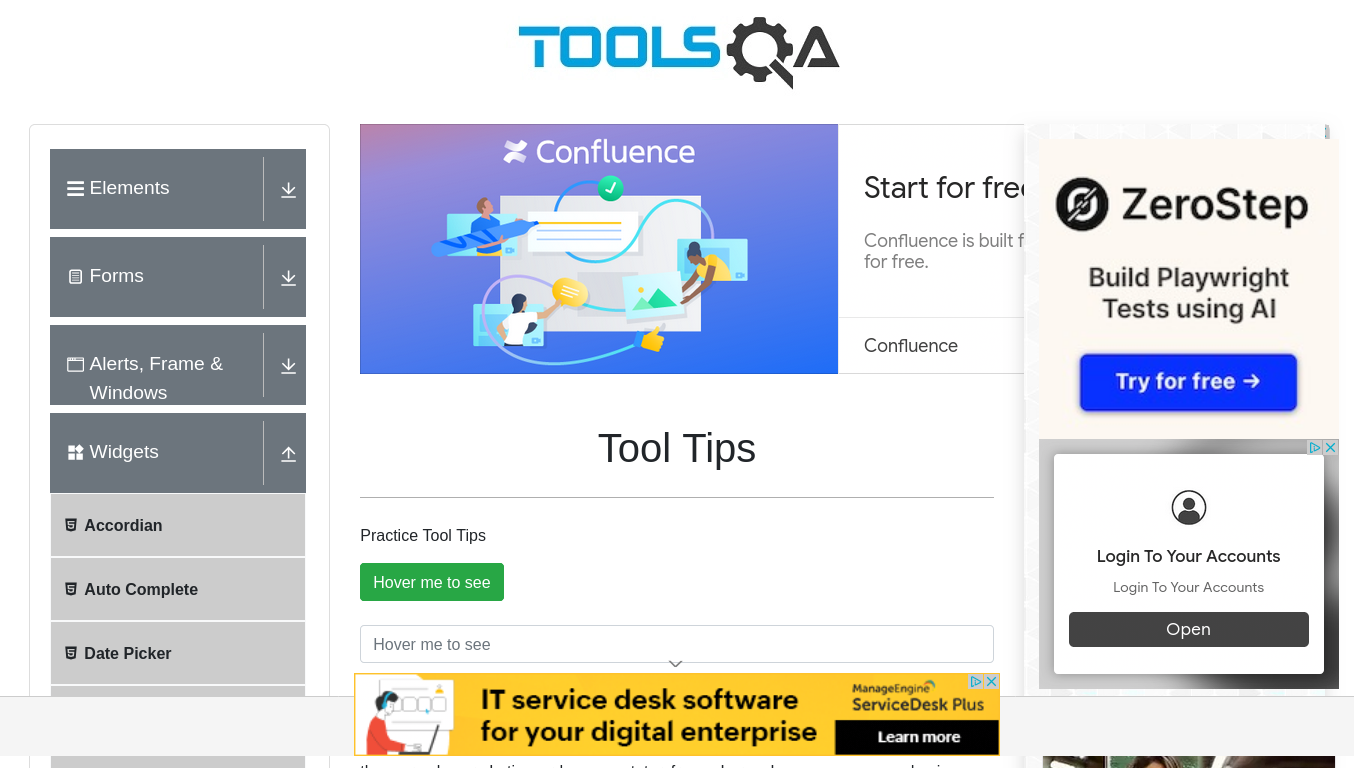 TOOLSQA
Elements
Forms
Alerts, Frame &
Windows
Widgets
Accordian
Auto Complete
Date Picker
Confluence
Start for free
Confluence is built f
for free.
Confluence
Tool Tips
Practice Tool Tips
Hover me to see
Hover me to see
ZeroStep
Build Playwright
Tests using AI
Try for free →
Login To Your Accounts
Login To Your Accounts
Open
IT service desk software
for your digital enterprise
ManageEngine
ServiceDesk Plus
Learn more